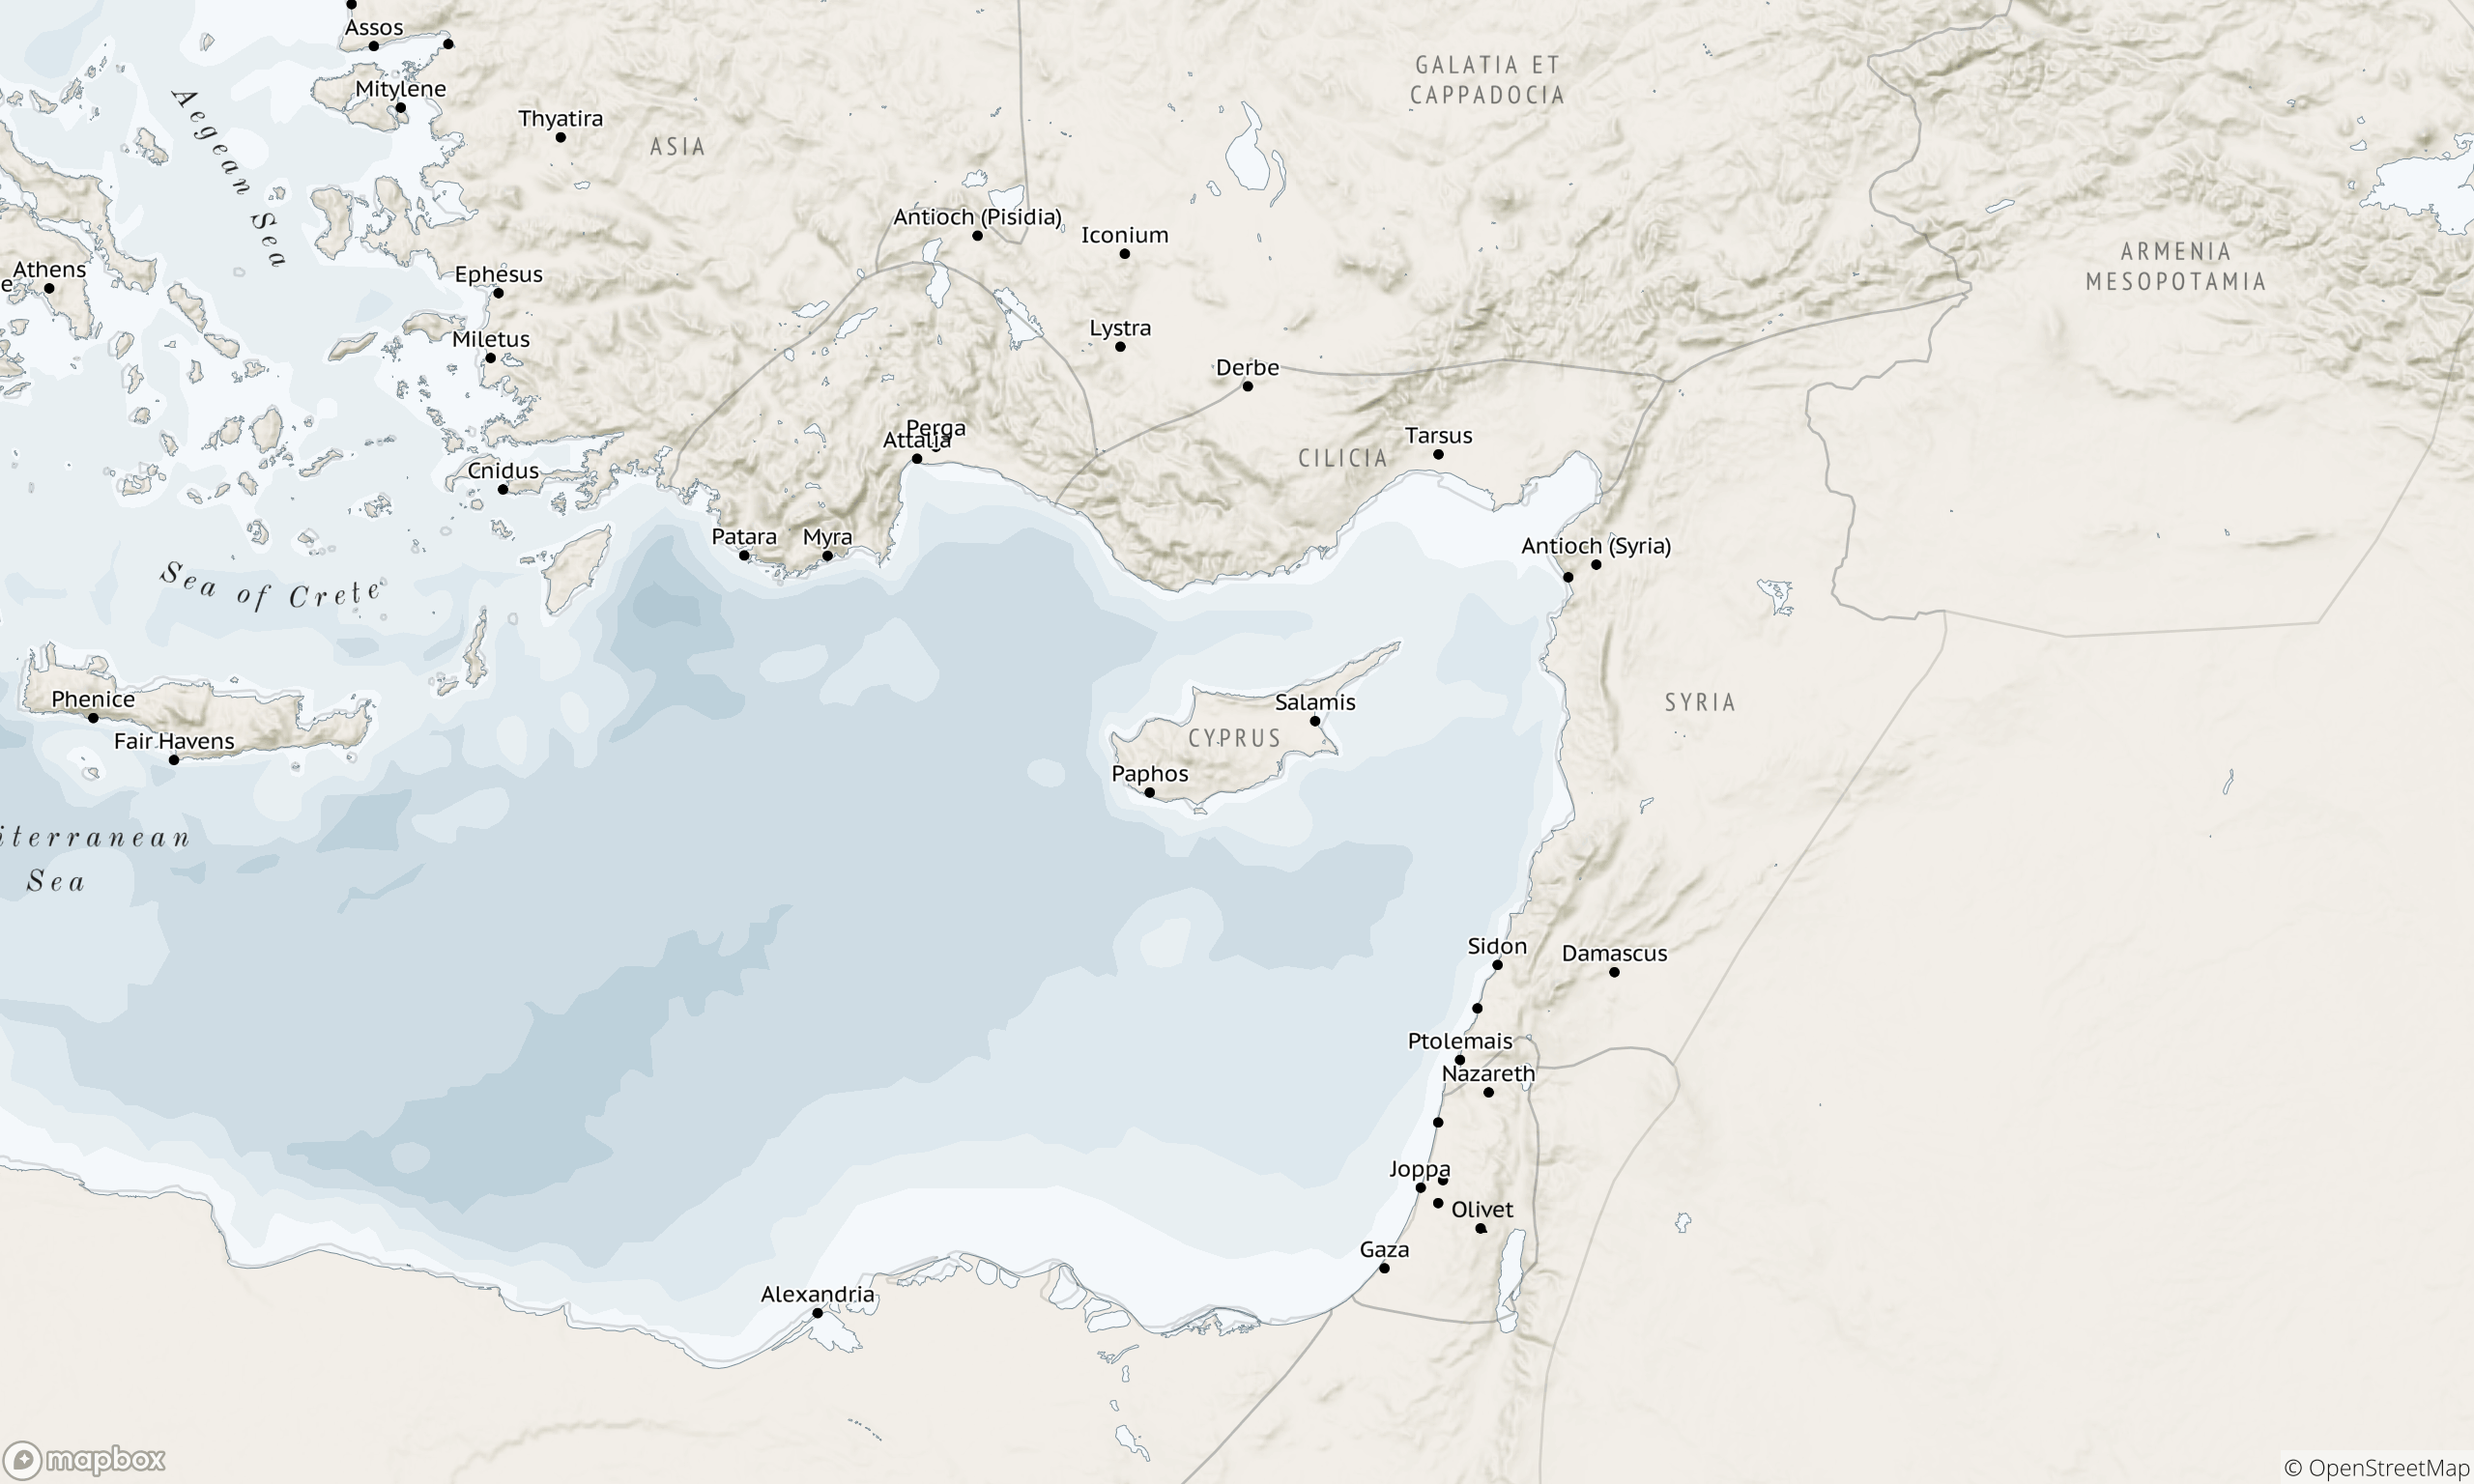 Assos
GALATIA ET
CAPPADOCIA
Mitylene
Aegean Sea
Thyatira
ASIA
Antioch (Pisidia)
Iconium
ARMENIA
MESOPOTAMIA
Athens
e
Ephesus
Miletus
Lystra
Derbe
Perga
Attalia
Tarsus
CILICIA
Cnidus
Patara
Myra
Antioch (Syria)
Sea of Crete
Phenice
Salamis
SYRIA
CYPRUS
Fair Havens
Paphos
iterranean
Sea
Sidon
Damascus
Ptolemais
Nazareth
Joppa
Olivet
Gaza
Alexandria
mapbox
© OpenStreetMap